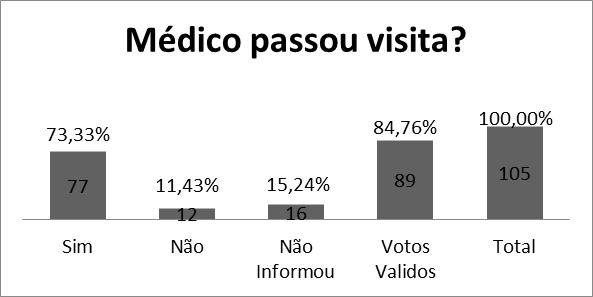 Médico passou visita?
73,33% 11,43% 15,24% 84,76% 100,00%
77 12 16 89 105
Sim Não Não Informou Votos Validos Total